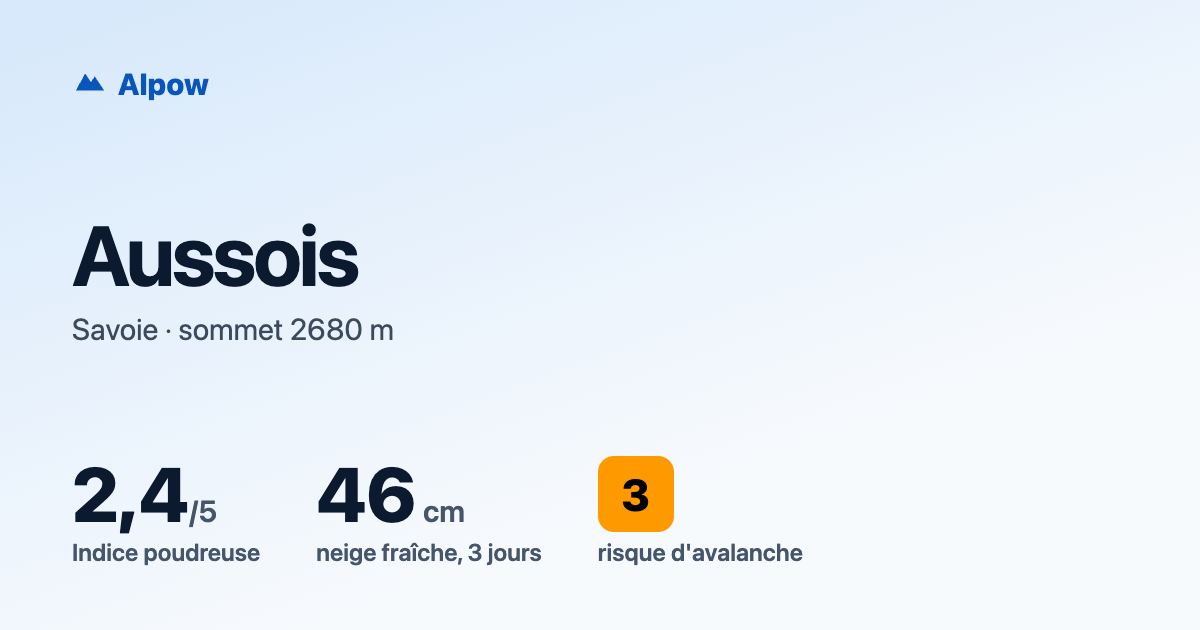 Alpow
Aussois
Savoie · sommet 2680 m
2,4/5
Indice poudreuse
46 cm
neige fraîche, 3 jours
3
risque d'avalanche